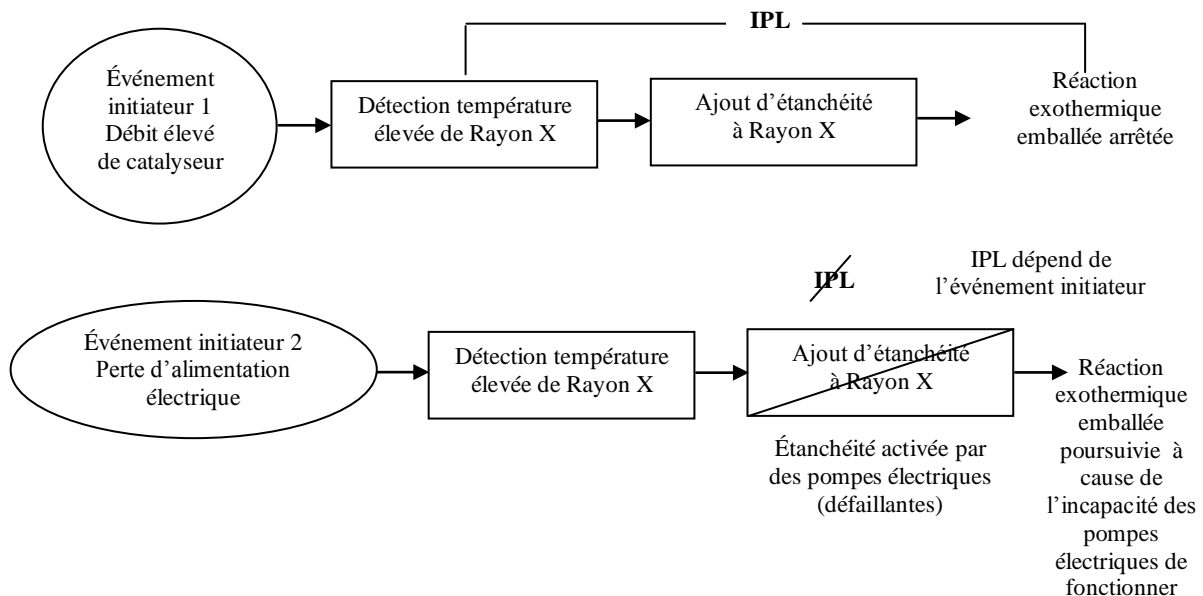 IPL
Événement
initiateur 1
Débit élevé
de catalyseur
Détection température
élevée de Rayon X
Ajout d’étanchéité
à Rayon X
Réaction
exothermique
emballée arrêtée
IPL
IPL dépend de
l’événement initiateur
Événement initiateur 2
Perte d’alimentation
électrique
Détection température
élevée de Rayon X
Ajout d’étanchéité
à Rayon X
Étanchéité activée par
des pompes électriques
(défaillantes)
Réaction
exothermique
emballée
poursuivie à
cause de
l’incapacité des
pompes
électriques de
fonctionner